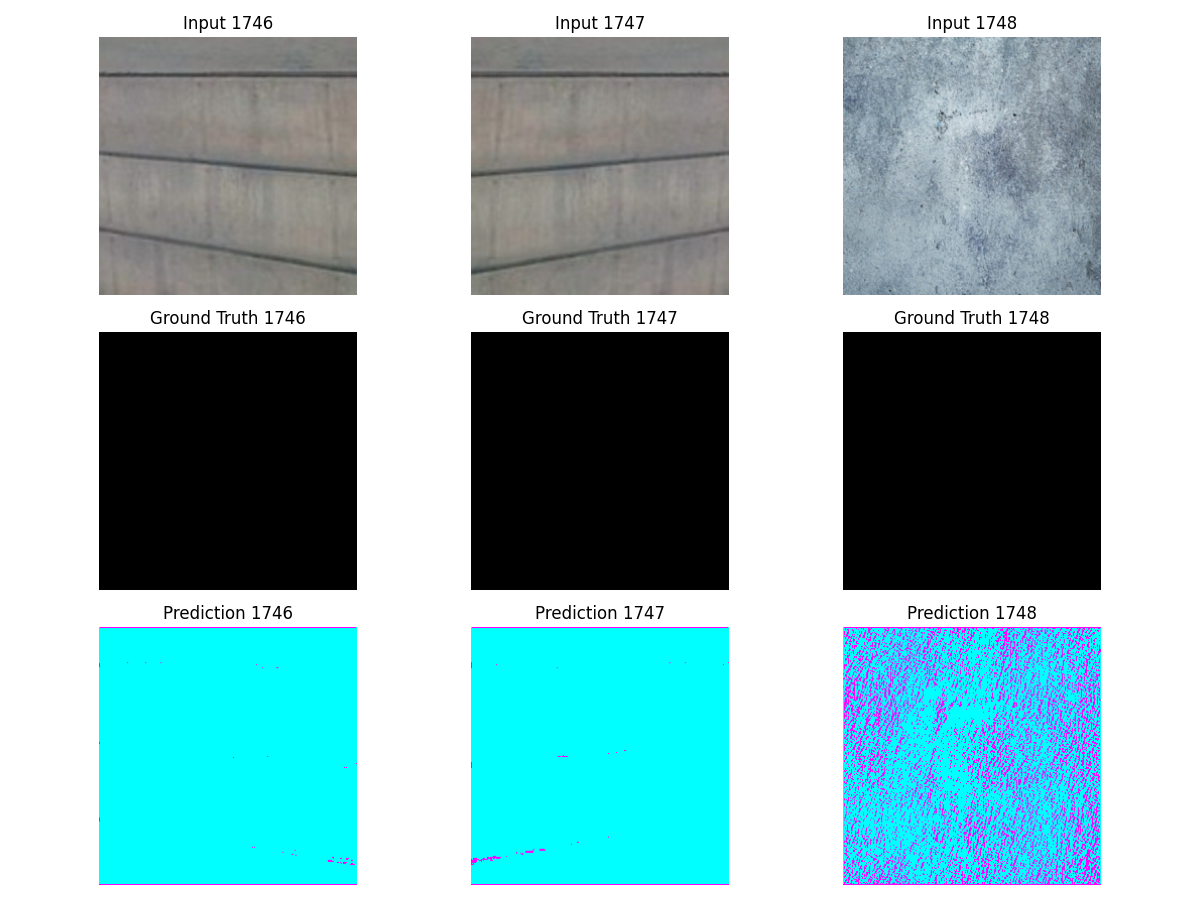 Input 1746
Input 1747
Input 1748
Ground Truth 1746
Ground Truth 1747
Ground Truth 1748
Prediction 1746
Prediction 1747
Prediction 1748